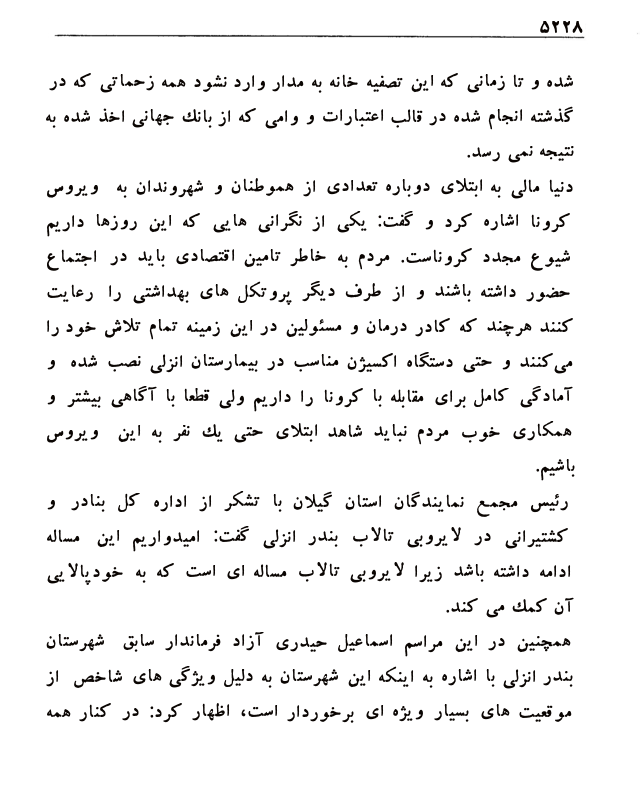 ۵۲۲۸
شده و تا زمانی که این تصفیه خانه به مدار وارد نشود همه زحماتی که در
گذشته انجام شده در قالب اعتبارات و وامی که از بانك جهانی اخذ شده به
نتیجه نمی رسد.
دنیا مالی به ابتلای دوباره تعدادی از هموطنان و شهروندان به ویروس
کرونا اشاره کرد و گفت: یکی از نگرانی هایی که این روزها داریم
شیوع مجدد کروناست. مردم به خاطر تامین اقتصادی باید در اجتماع
حضور داشته باشند و از طرف دیگر پروتکل های بهداشتی را رعایت
کنند هرچند که کادر درمان و مسئولین در این زمینه تمام تلاش خود را
می‌کنند و حتی دستگاه اکسیژن مناسب در بیمارستان انزلی نصب شده و
آمادگی کامل برای مقابله با کرونا را داریم ولی قطعا با آگاهی بیشتر و
همکاری خوب مردم نباید شاهد ابتلای حتی یك نفر به این ویروس
باشیم.
رئیس مجمع نمایندگان استان گیلان با تشکر از اداره کل بنادر و
کشتیرانی در لایروبی تالاب بندر انزلی گفت: امیدواریم این مساله
ادامه داشته باشد زیرا لایروبی تالاب مساله ای است که به خودپالایی
آن کمك می کند.
همچنین در این مراسم اسماعیل حیدری آزاد فرماندار سابق شهرستان
بندر انزلی با اشاره به اینکه این شهرستان به دلیل ویژگی های شاخص از
موقعیت های بسیار ویژه ای برخوردار است، اظهار کرد: در کنار همه